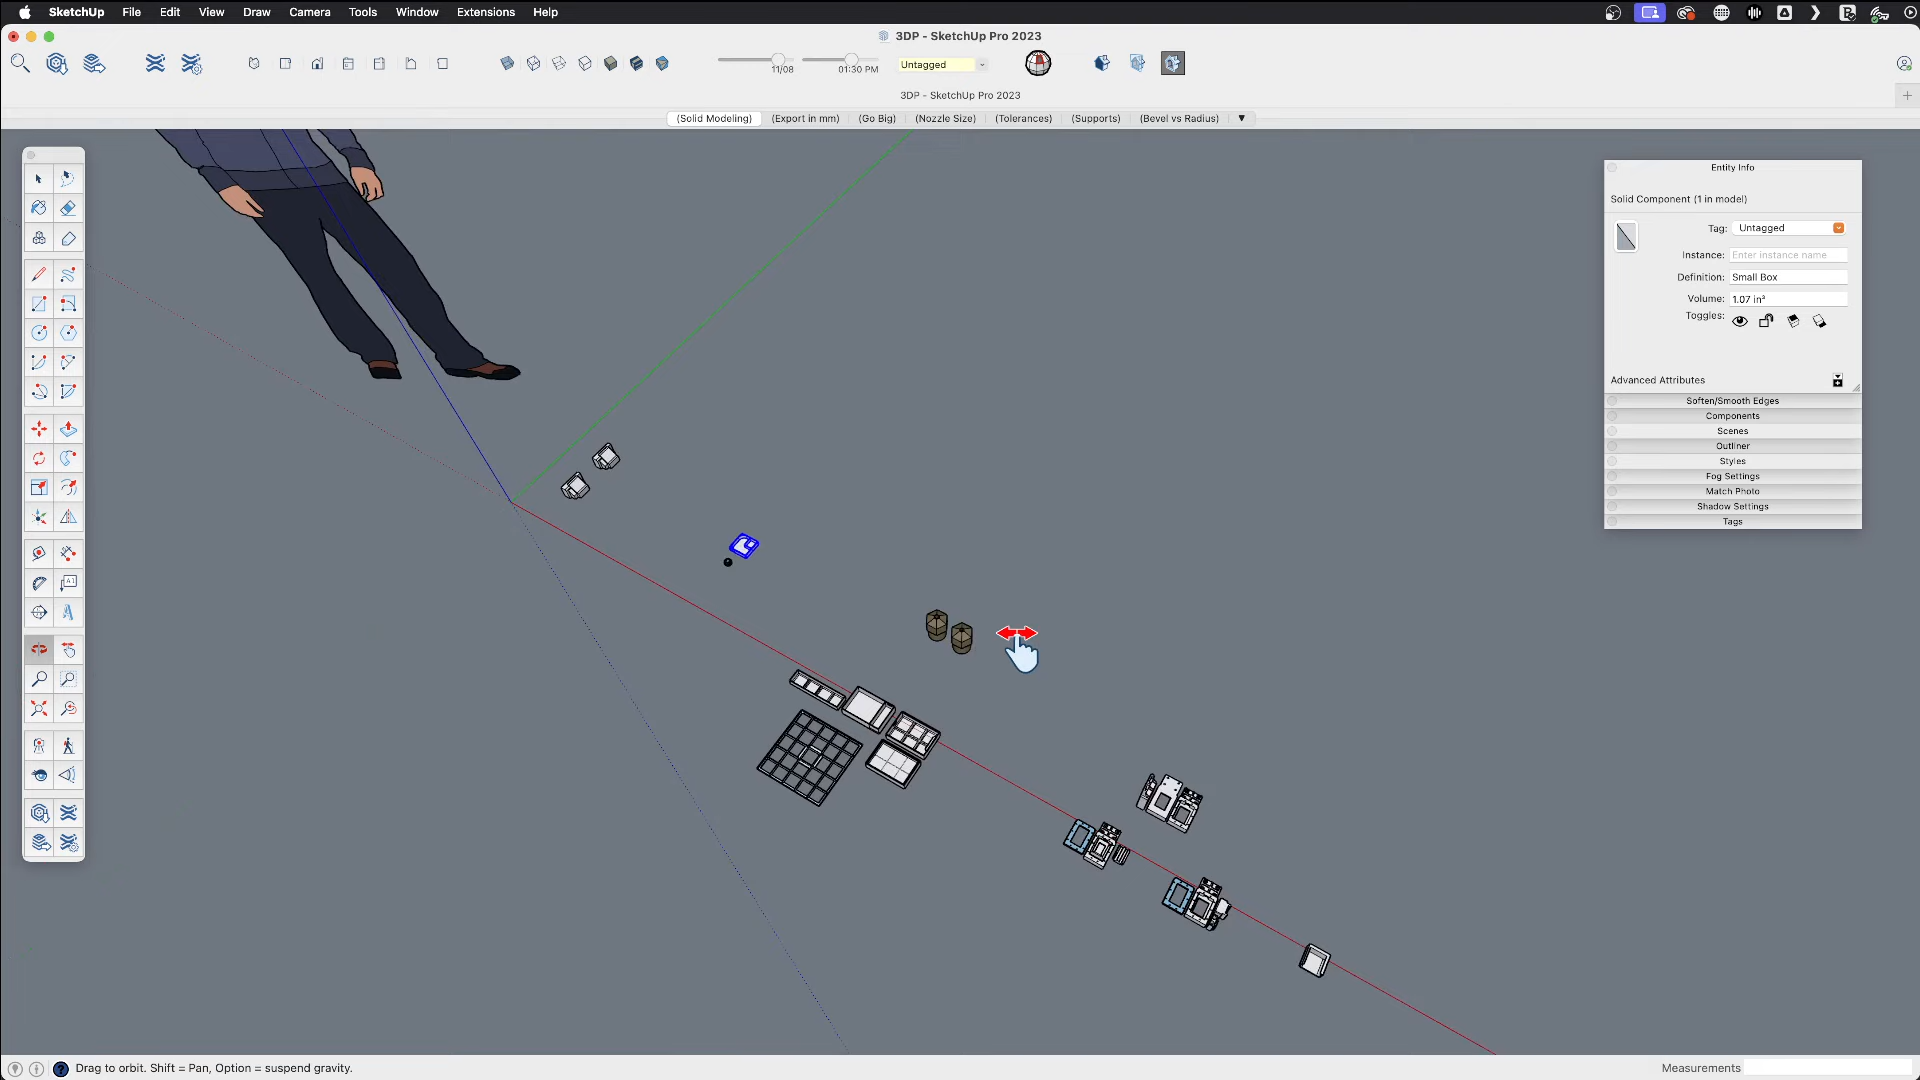 SketchUp File Edit View Draw Camera Tools Window Extensions Help
3DP - SketchUp Pro 2023
11/08 01:30 PM Untagged
3DP - SketchUp Pro 2023
(Solid Modeling) (Export in mm) (Go Big) (Nozzle Size) (Tolerances) (Supports) (Bevel vs Radius)
Entity Info
Solid Component (1 in model)
Tag: Untagged
Instance: Enter instance name
Definition: Small Box
Volume: 1.07 in³
Toggles:
Advanced Attributes
Soften/Smooth Edges
Components
Scenes
Outliner
Styles
Fog Settings
Match Photo
Shadow Settings
Tags
Drag to orbit. Shift = Pan, Option = suspend gravity.
Measurements